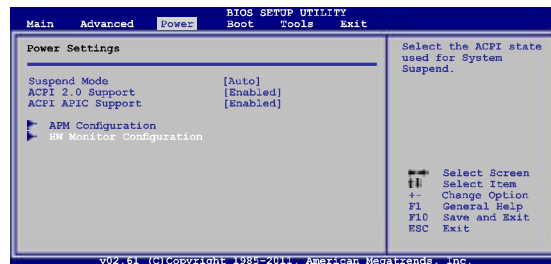 BIOS SETUP UTILITY
Main Advanced Power Boot Tools Exit
Power Settings
Suspend Mode [Auto]
ACPI 2.0 Support [Enabled]
ACPI APIC Support [Enabled]
APM Configuration
HW Monitor Configuration
Select the ACPI state
used for System
Suspend.
Select Screen
Select Item
+- Change Option
F1 General Help
F10 Save and Exit
ESC Exit
v02.61 (C)Copyright 1985-2011, American Megatrends, Inc.